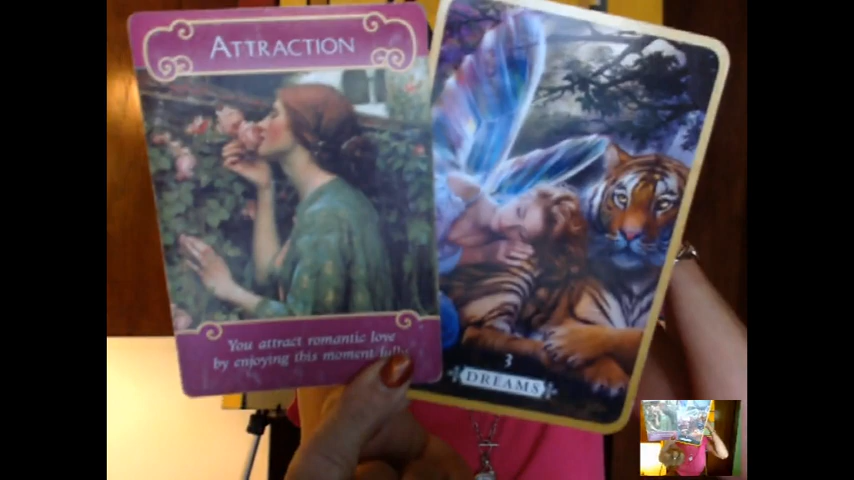 ATTRACTION
You attract romantic love
by enjoying this moment fully
3
DREAMS